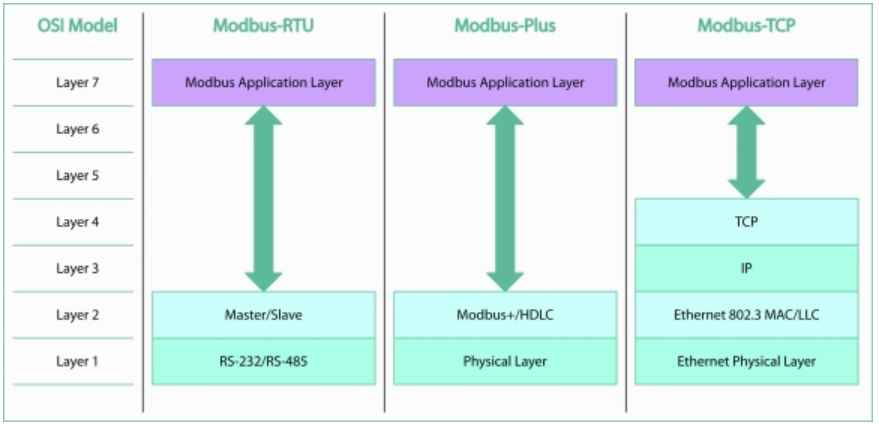 OSI Model Modbus-RTU Modbus-Plus Modbus-TCP
Layer 7 Modbus Application Layer Modbus Application Layer Modbus Application Layer
Layer 6
Layer 5
Layer 4 TCP
Layer 3 IP
Layer 2 Master/Slave Modbus+/HDLC Ethernet 802.3 MAC/LLC
Layer 1 RS-232/RS-485 Physical Layer Ethernet Physical Layer